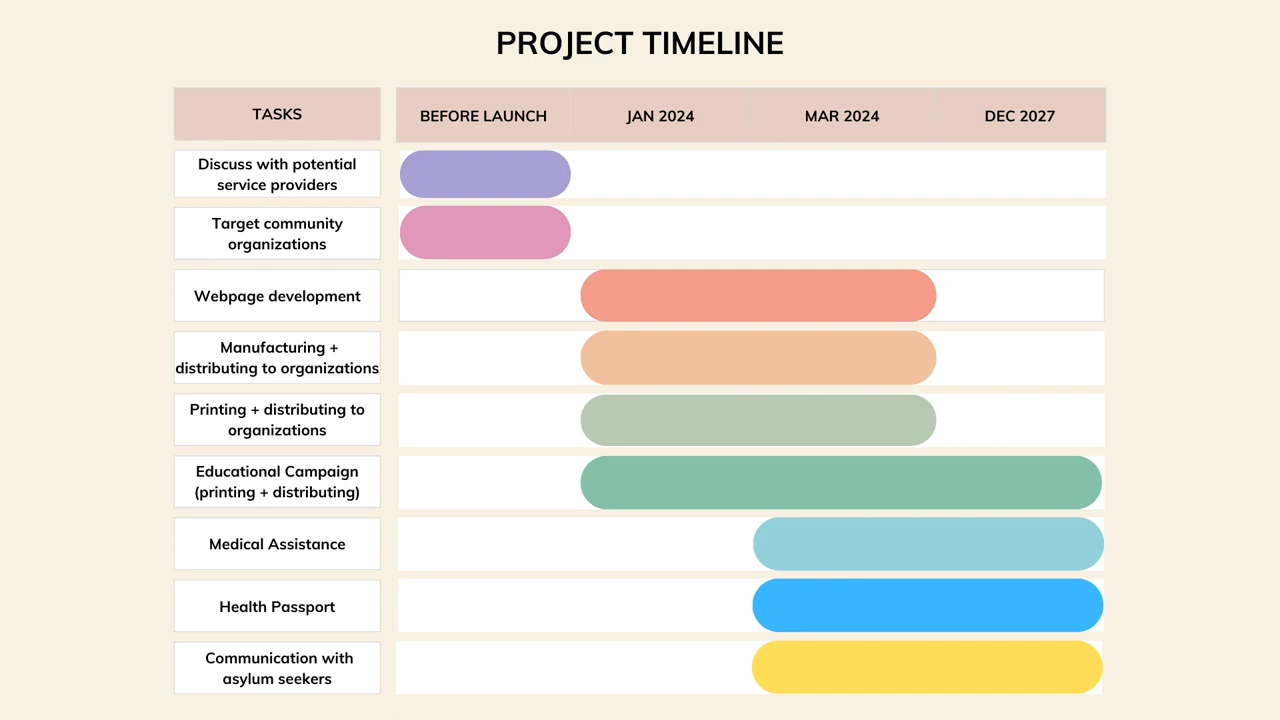 PROJECT TIMELINE
TASKS
BEFORE LAUNCH
JAN 2024
MAR 2024
DEC 2027
Discuss with potential
service providers
Target community
organizations
Webpage development
Manufacturing +
distributing to organizations
Printing + distributing to
organizations
Educational Campaign
(printing + distributing)
Medical Assistance
Health Passport
Communication with
asylum seekers